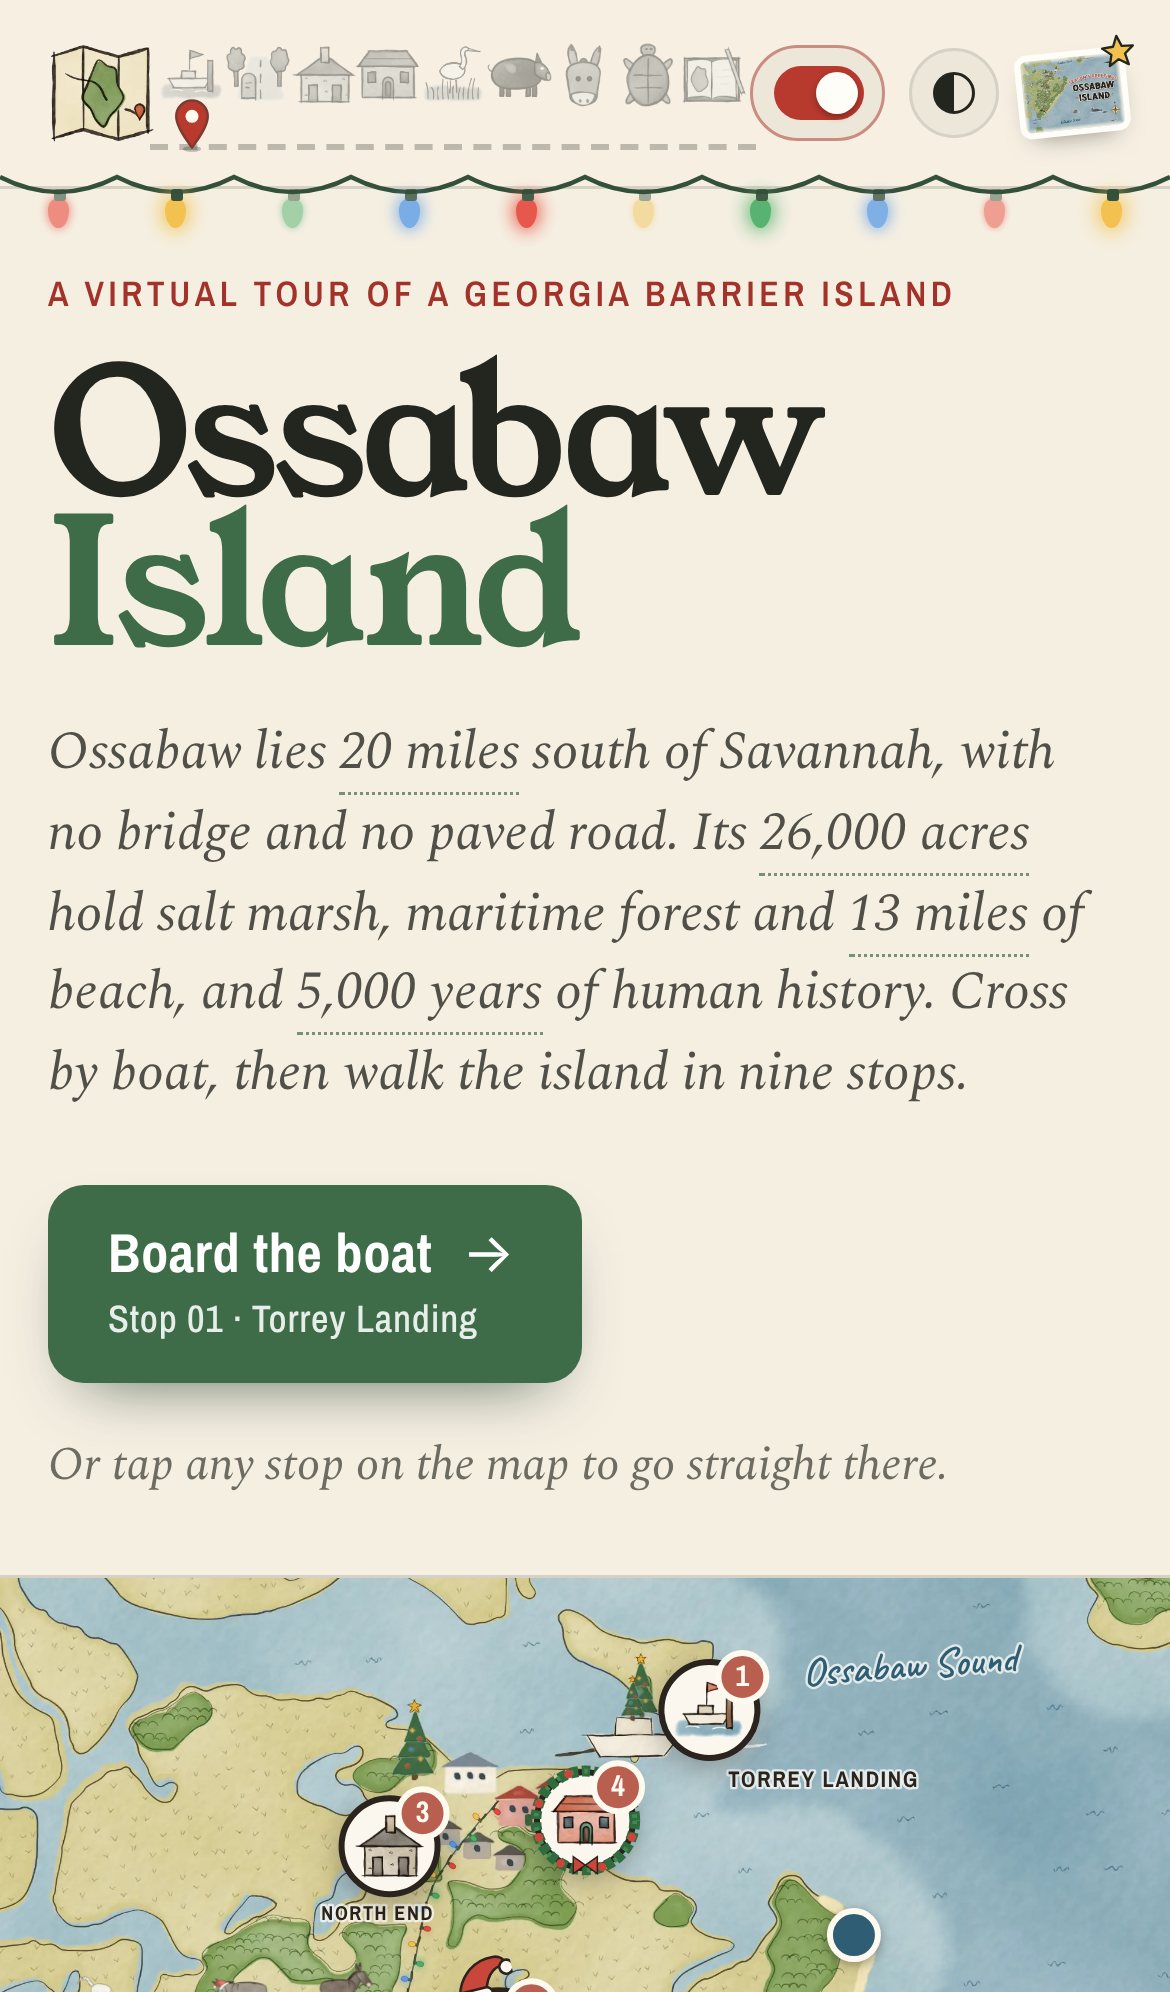 OSSABAW
ISLAND
A VIRTUAL TOUR OF A GEORGIA BARRIER ISLAND
Ossabaw
Island
Ossabaw lies 20 miles south of Savannah, with
no bridge and no paved road. Its 26,000 acres
hold salt marsh, maritime forest and 13 miles of
beach, and 5,000 years of human history. Cross
by boat, then walk the island in nine stops.
Board the boat →
Stop 01 · Torrey Landing
Or tap any stop on the map to go straight there.
Ossabaw Sound
1
TORREY LANDING
4
3
NORTH END